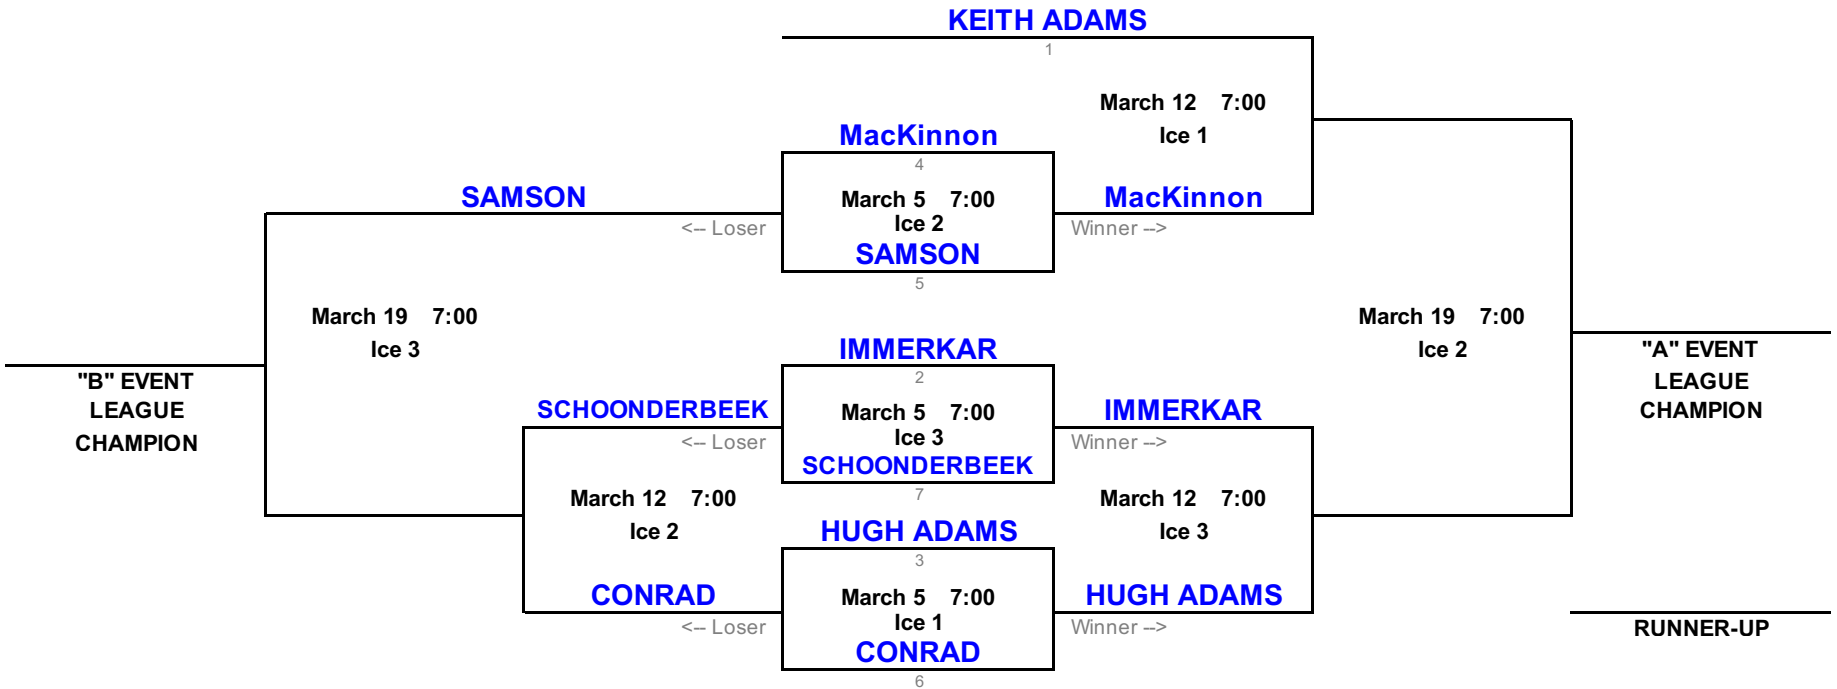 KEITH ADAMS
1
March 12 7:00
Ice 1
MacKinnon
4
SAMSON
March 5 7:00
MacKinnon
<-- Loser
Ice 2
Winner -->
SAMSON
5
March 19 7:00
Ice 3
March 19 7:00
Ice 2
IMMERKAR
2
"B" EVENT
LEAGUE
CHAMPION
"A" EVENT
LEAGUE
CHAMPION
SCHOONDERBEEK
March 5 7:00
IMMERKAR
<-- Loser
Ice 3
Winner -->
SCHOONDERBEEK
7
March 12 7:00
Ice 2
March 12 7:00
Ice 3
HUGH ADAMS
3
CONRAD
March 5 7:00
HUGH ADAMS
<-- Loser
Ice 1
Winner -->
CONRAD
6
RUNNER-UP